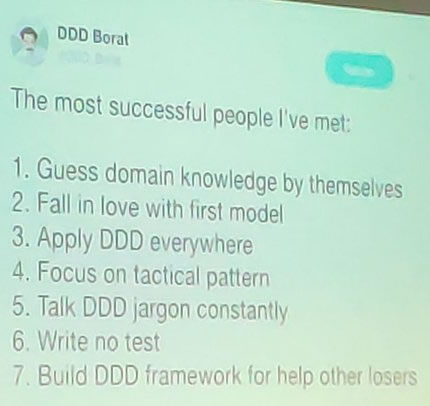 DDD Borat
The most successful people I've met:
1. Guess domain knowledge by themselves
2. Fall in love with first model
3. Apply DDD everywhere
4. Focus on tactical pattern
5. Talk DDD jargon constantly
6. Write no test
7. Build DDD framework for help other losers